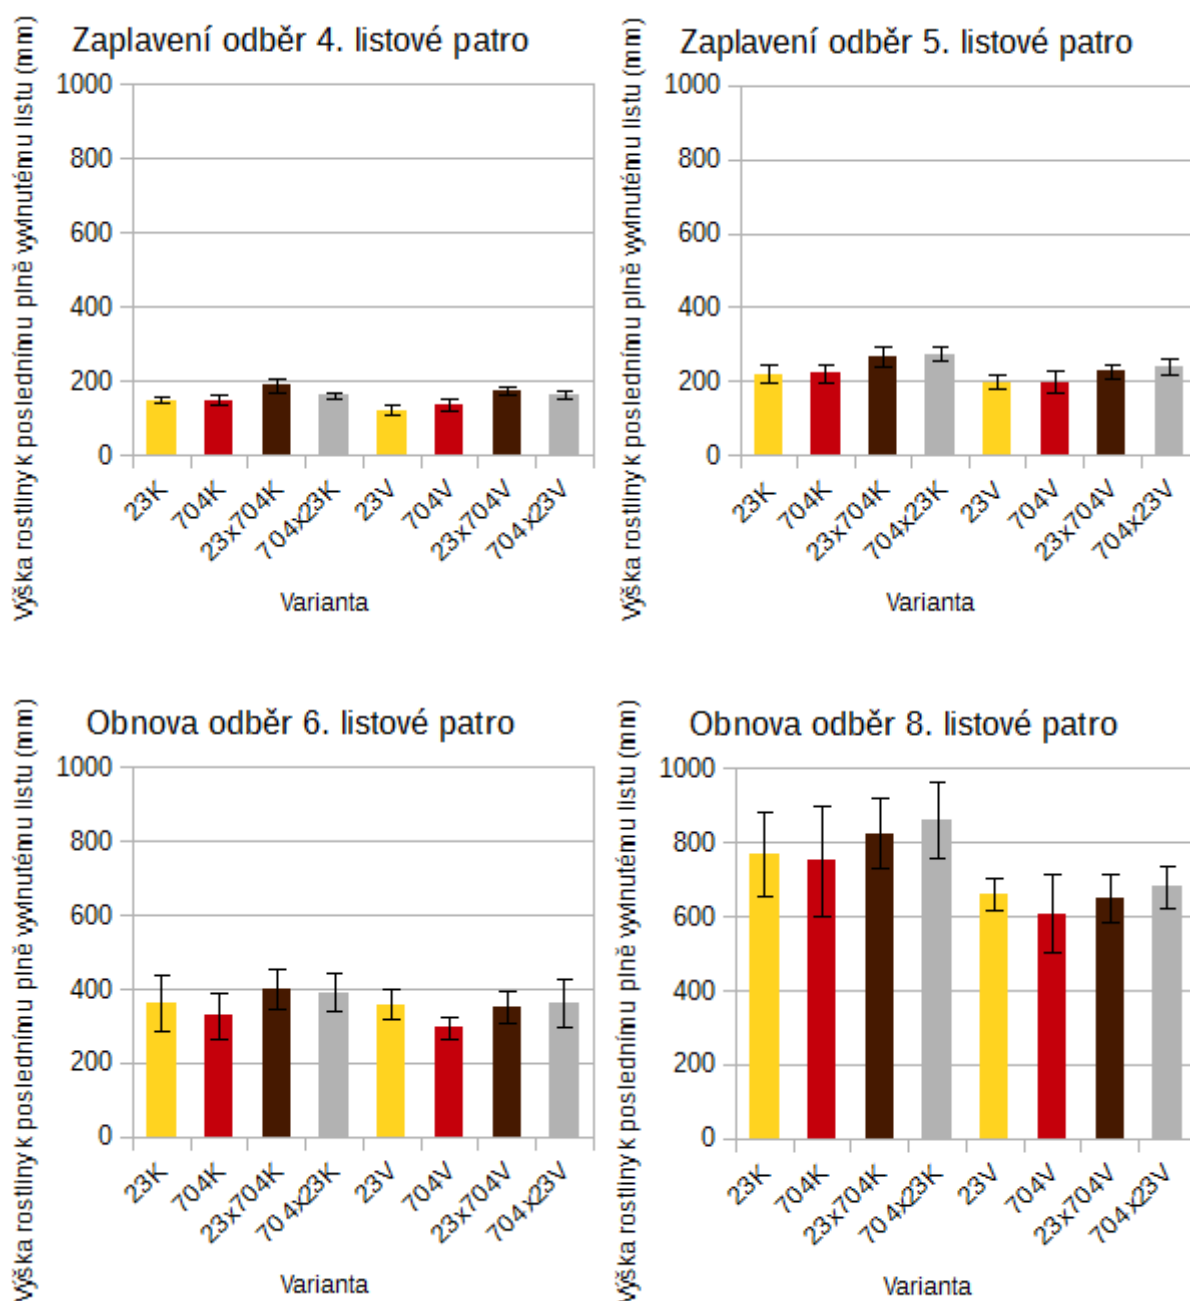 Zaplavení odběr 4. listové patro
Výška rostliny k poslednímu plně vyvlnutému listu (mm)
1000
800
600
400
200
0
23K
704K
23x704K
704x23K
23V
704V
23x704V
704x23V
Varianta
Zaplavení odběr 5. listové patro
Výška rostliny k poslednímu plně vyvlnutému listu (mm)
1000
800
600
400
200
0
23K
704K
23x704K
704x23K
23V
704V
23x704V
704x23V
Varianta
Obnova odběr 6. listové patro
Výška rostliny k poslednímu plně vyvlnutému listu (mm)
1000
800
600
400
200
0
23K
704K
23x704K
704x23K
23V
704V
23x704V
704x23V
Varianta
Obnova odběr 8. listové patro
Výška rostliny k poslednímu plně vyvlnutému listu (mm)
1000
800
600
400
200
0
23K
704K
23x704K
704x23K
23V
704V
23x704V
704x23V
Varianta